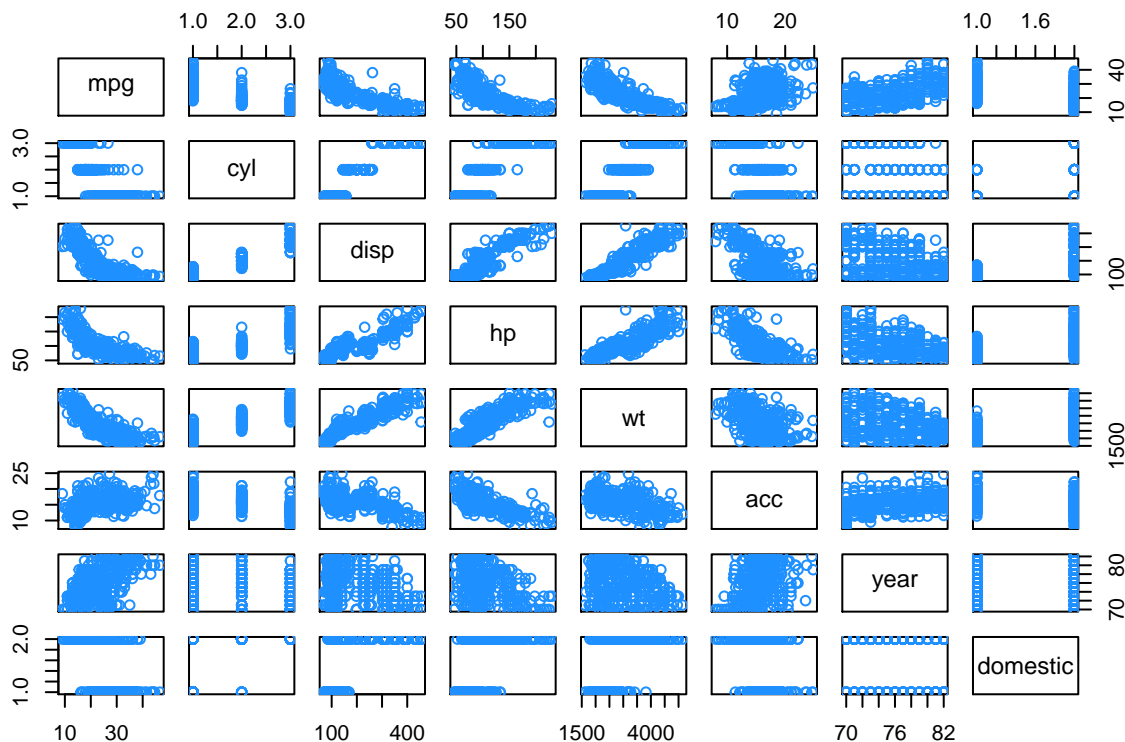 1.0 2.0 3.0 50 150 10 20 1.0 1.6
mpg 10 40
1.0 3.0 cyl
disp 100
50 hp
wt 1500
10 25 acc
year 70 80
1.0 2.0 domestic
10 30 100 400 1500 4000 70 76 82